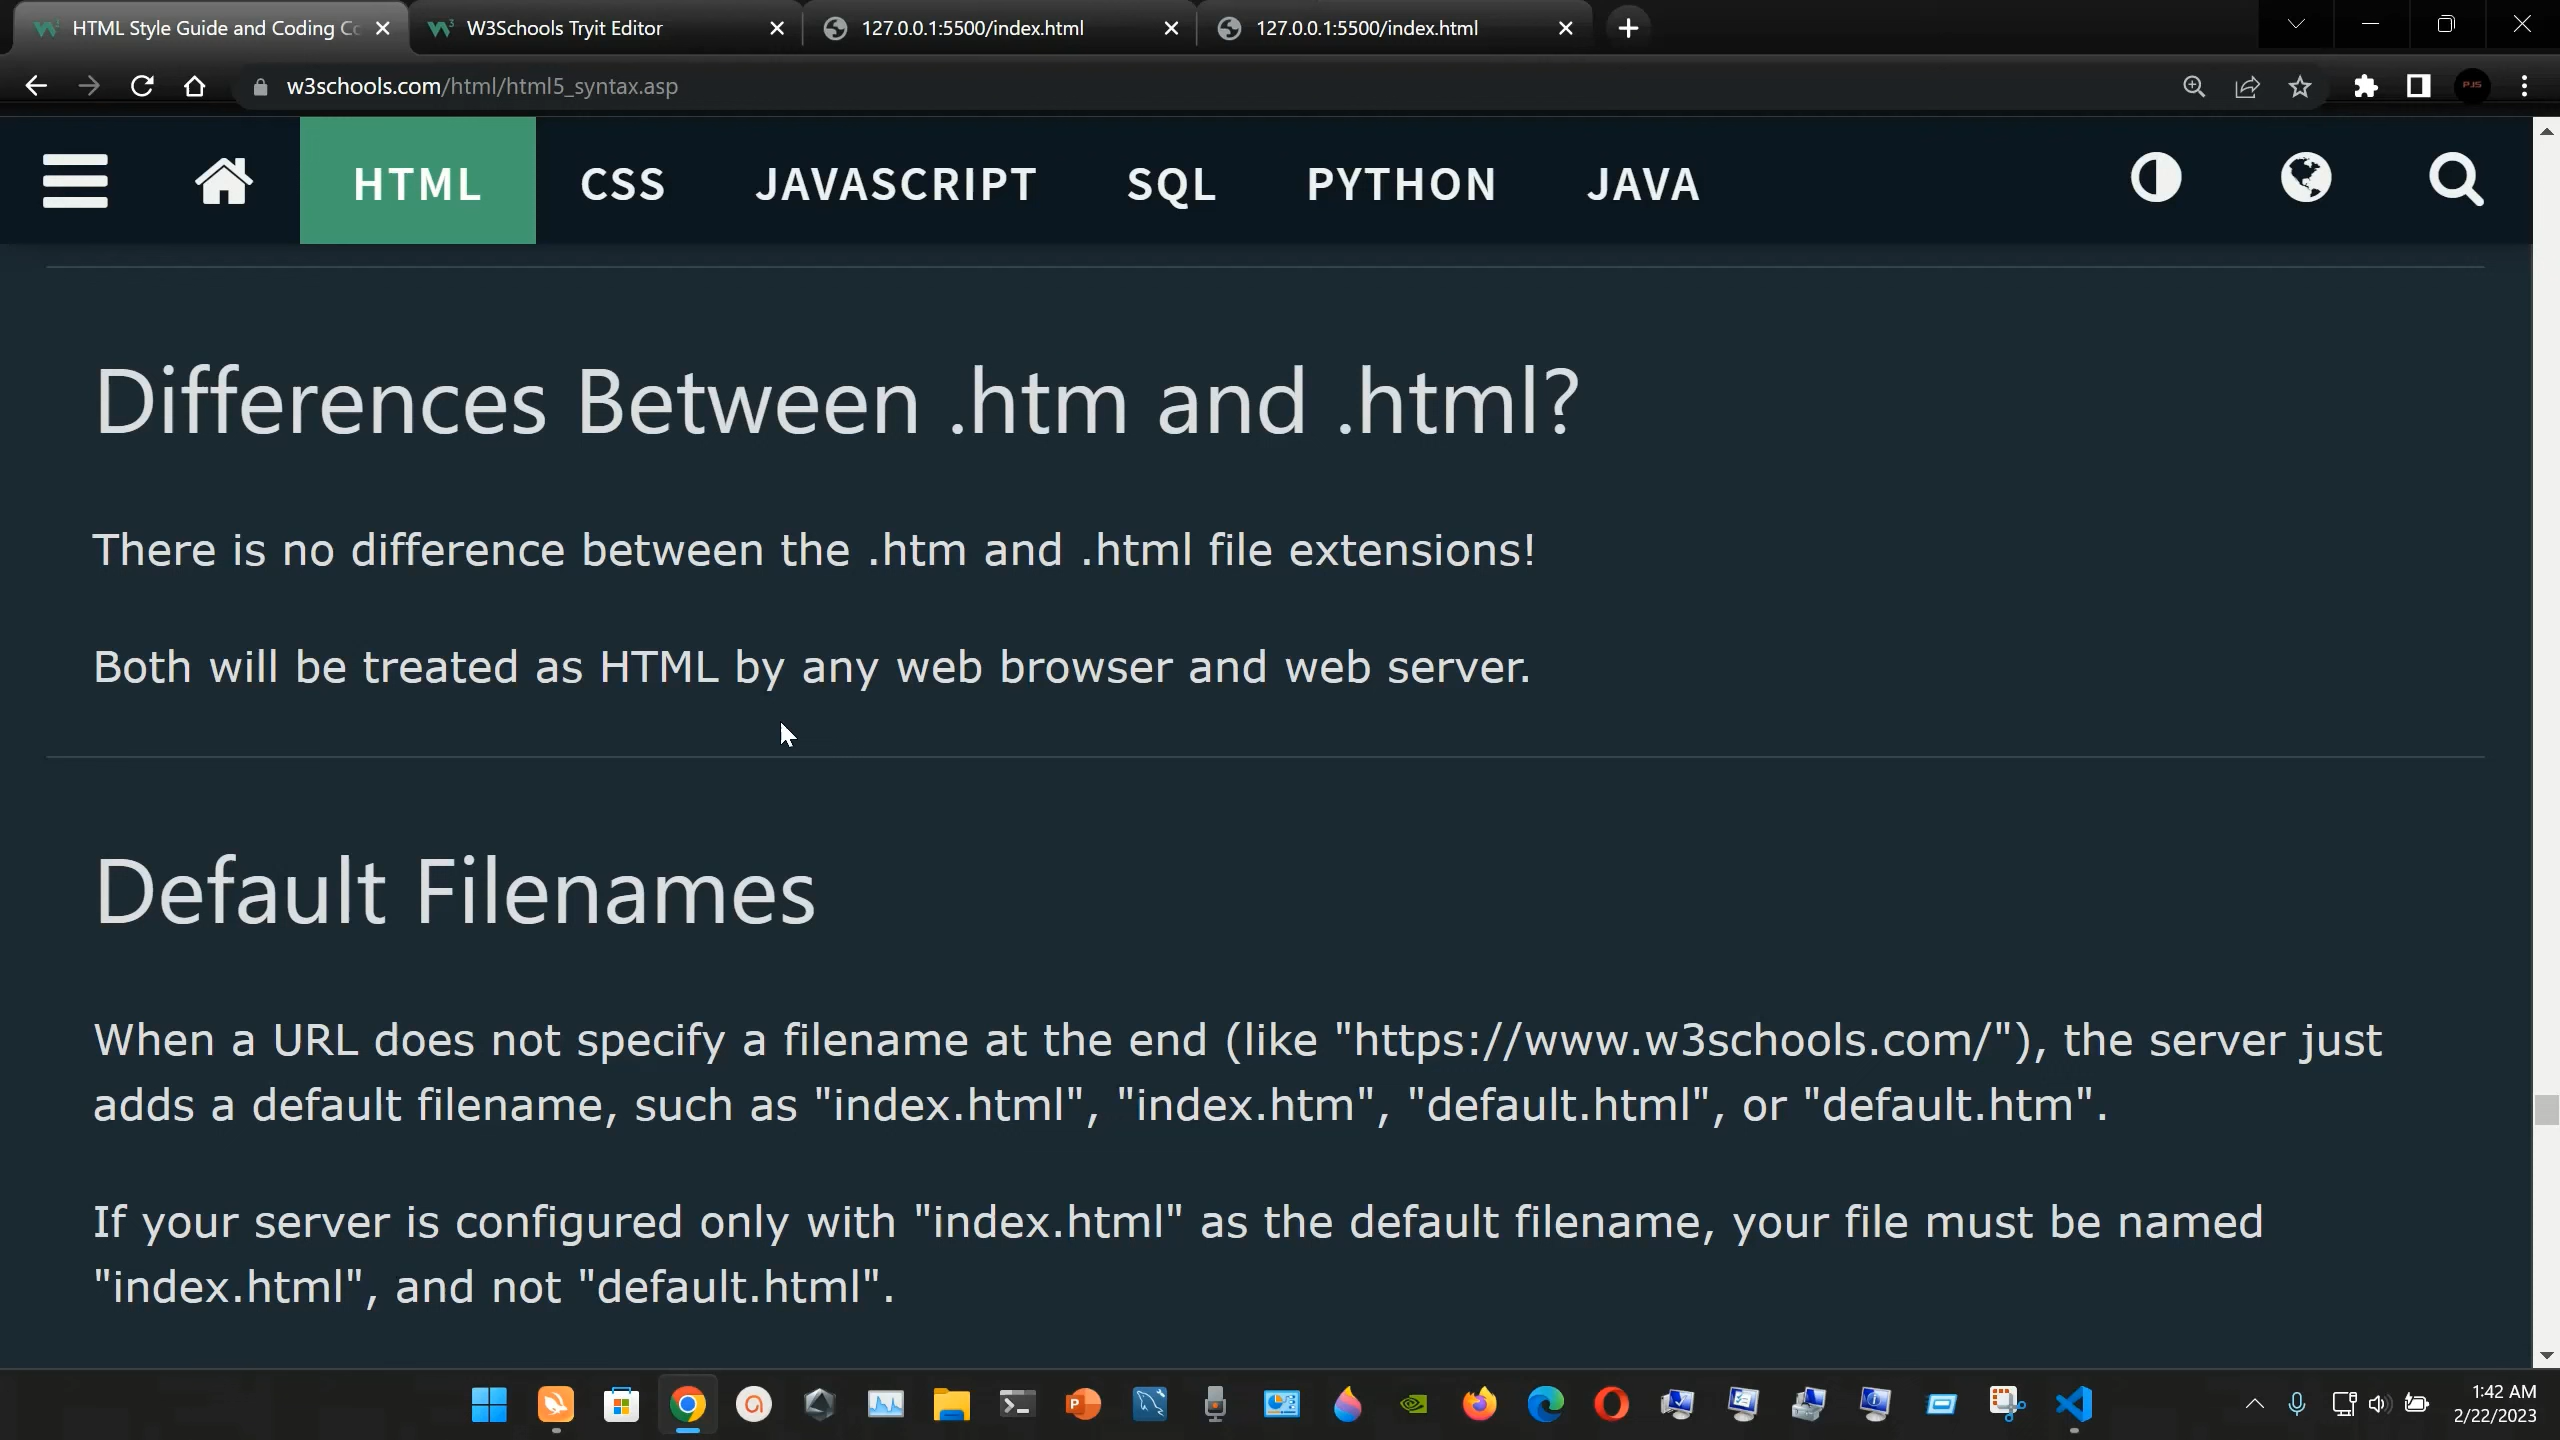 HTML Style Guide and Coding Co
W3Schools Tryit Editor
127.0.0.1:5500/index.html
127.0.0.1:5500/index.html
w3schools.com/html/html5_syntax.asp
PJS
HTML CSS JAVASCRIPT SQL PYTHON JAVA
Differences Between .htm and .html?
There is no difference between the .htm and .html file extensions!
Both will be treated as HTML by any web browser and web server.
Default Filenames
When a URL does not specify a filename at the end (like "https://www.w3schools.com/"), the server just
adds a default filename, such as "index.html", "index.htm", "default.html", or "default.htm".
If your server is configured only with "index.html" as the default filename, your file must be named
"index.html", and not "default.html".
1:42 AM
2/22/2023